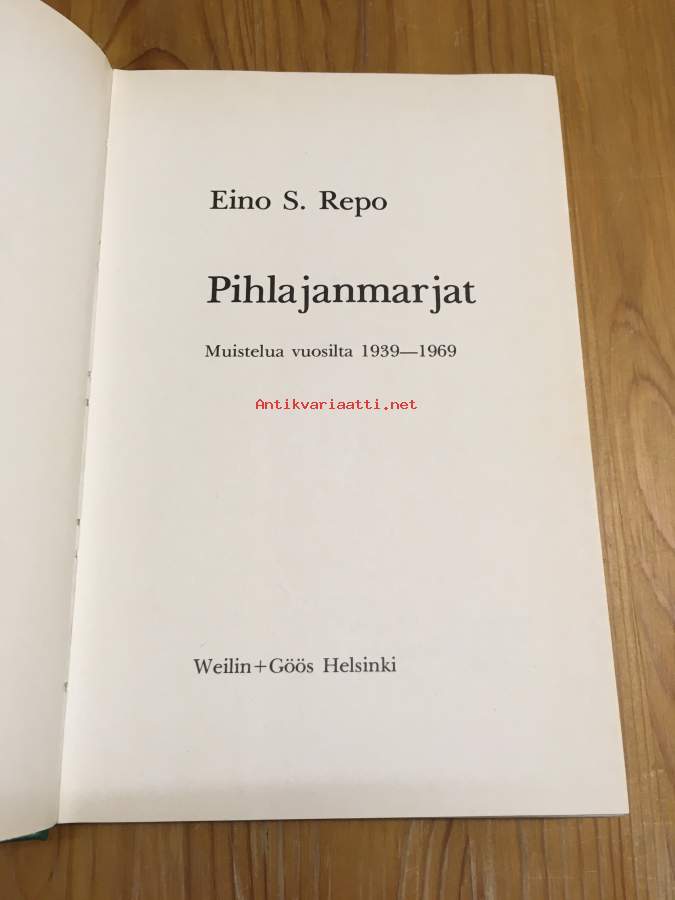 Eino S. Repo
Pihlajanmarjat
Muistelua vuosilta 1939—1969
Antikvariaatti.net
Weilin+Göös Helsinki